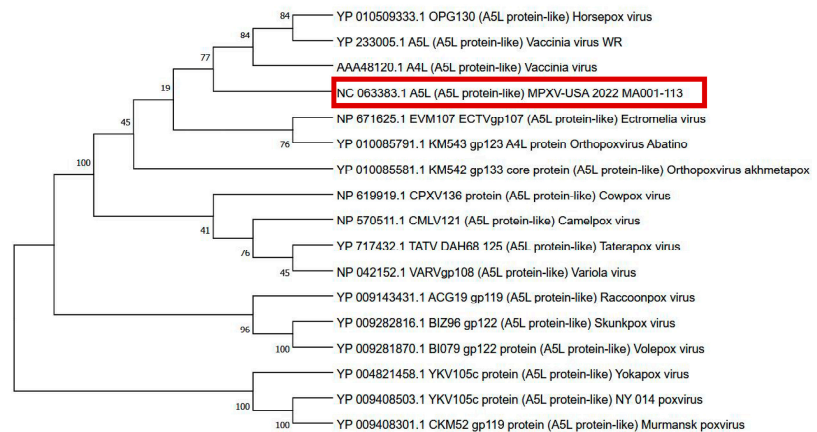 84
YP 010509333.1 OPG130 (A5L protein-like) Horsepox virus
84
YP 233005.1 A5L (A5L protein-like) Vaccinia virus WR
77
AAA48120.1 A4L (A5L protein-like) Vaccinia virus
19
NC 063383.1 A5L (A5L protein-like) MPXV-USA 2022 MA001-113
45
NP 671625.1 EVM107 ECTVgp107 (A5L protein-like) Ectromelia virus
76
YP 010085791.1 KM543 gp123 A4L protein Orthopoxvirus Abatino
100
YP 010085581.1 KM542 gp133 core protein (A5L protein-like) Orthopoxvirus akhmetapox
NP 619919.1 CPXV136 protein (A5L protein-like) Cowpox virus
41
NP 570511.1 CMLV121 (A5L protein-like) Camelpox virus
76
YP 717432.1 TATV DAH68 125 (A5L protein-like) Taterapox virus
45
NP 042152.1 VARVgp108 (A5L protein-like) Variola virus
YP 009143431.1 ACG19 gp119 (A5L protein-like) Raccoonpox virus
96
YP 009282816.1 BIZ96 gp122 (A5L protein-like) Skunkpox virus
100
YP 009281870.1 BI079 gp122 protein (A5L protein-like) Volepox virus
YP 004821458.1 YKV105c protein (A5L protein-like) Yokapox virus
100
YP 009408503.1 YKV105c protein (A5L protein-like) NY 014 poxvirus
100
YP 009408301.1 CKM52 gp119 protein (A5L protein-like) Murmansk poxvirus